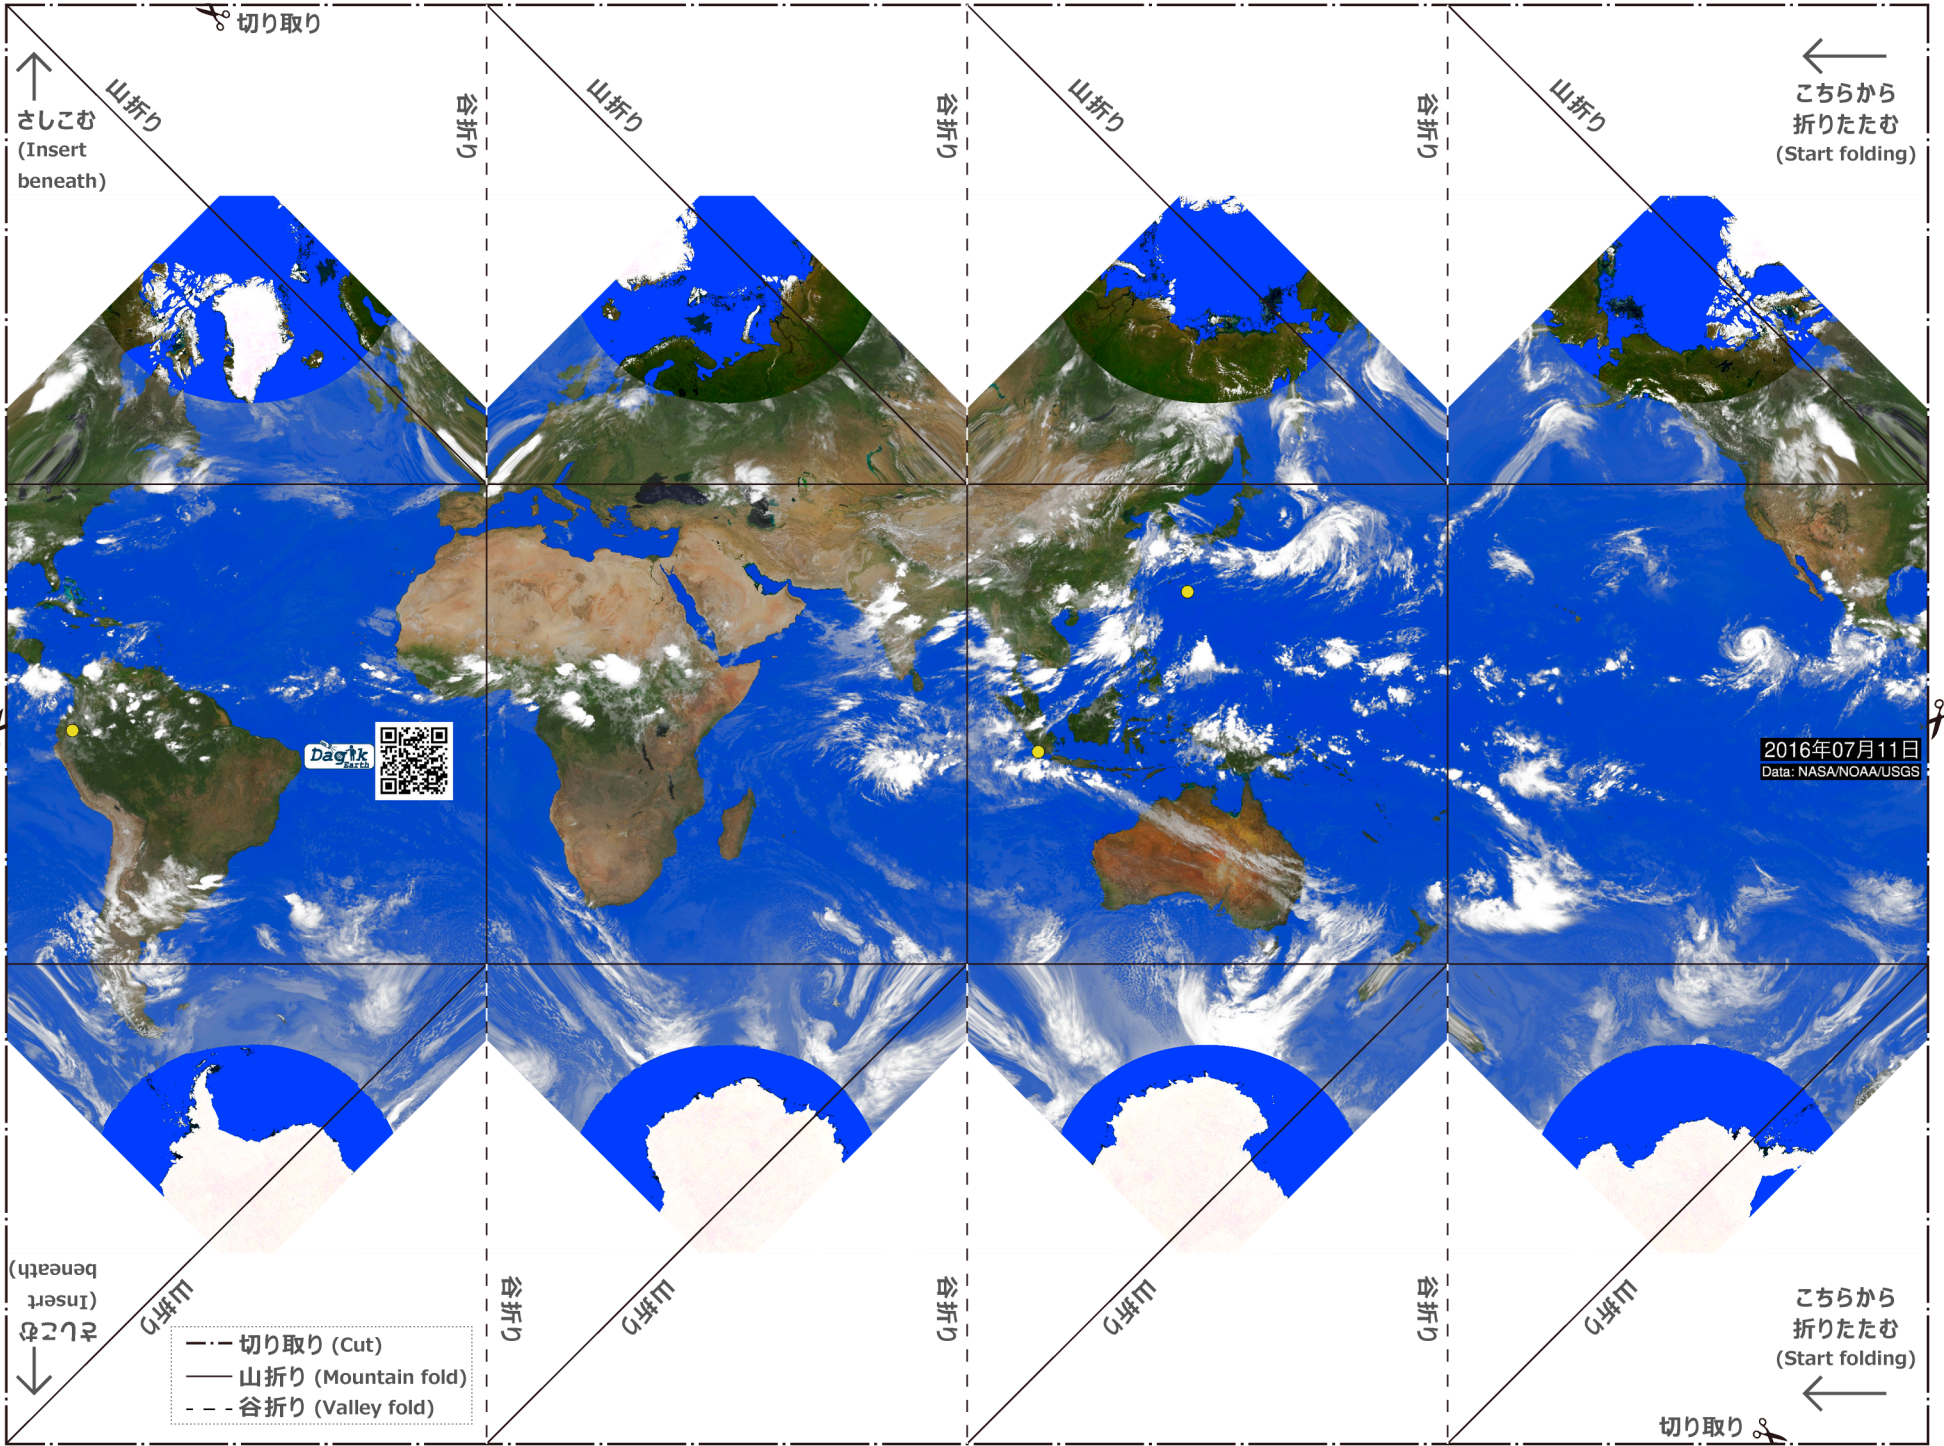 切り取り
山折り
谷折り
山折り
谷折り
山折り
谷折り
山折り
さしこむ
(Insert
beneath)
こちらから
折りたたむ
(Start folding)
Dagik
Earth
2016年07月11日
Data: NASA/NOAA/USGS
さしこむ
(Insert
beneath)
山折り
谷折り
山折り
谷折り
山折り
谷折り
山折り
こちらから
折りたたむ
(Start folding)
切り取り (Cut)
山折り (Mountain fold)
谷折り (Valley fold)
切り取り